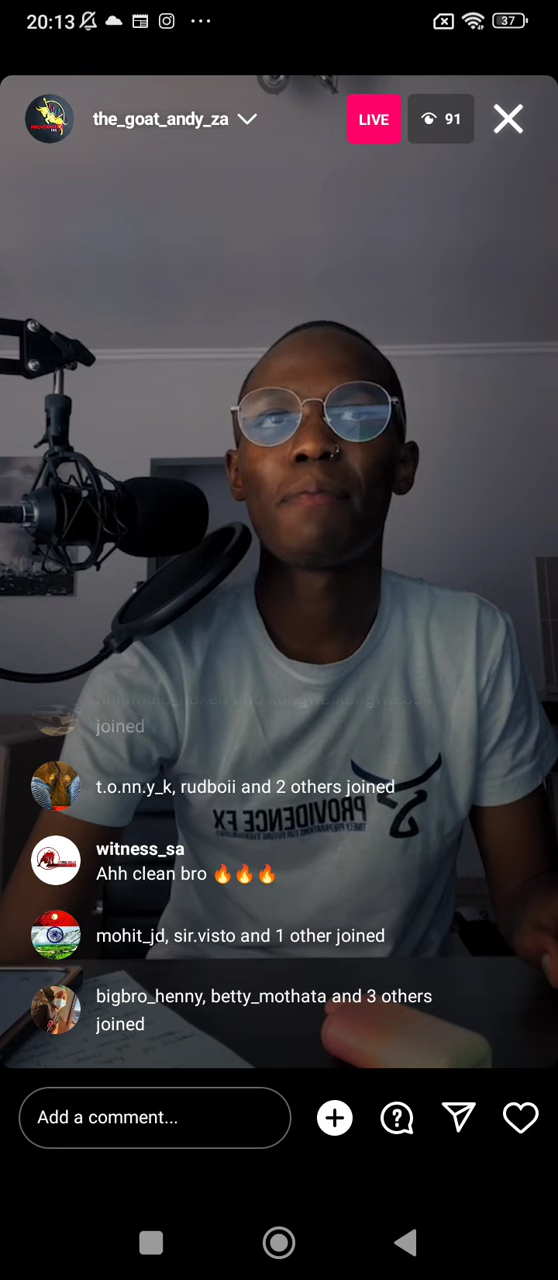 20:13
37
the_goat_andy_za
LIVE
91
joined
t.o.nn.y_k, rudboii and 2 others joined
PROVIDENCE FX
witness_sa
Ahh clean bro 🔥🔥🔥
mohit_jd, sir.visto and 1 other joined
bigbro_henny, betty_mothata and 3 others
joined
Add a comment...